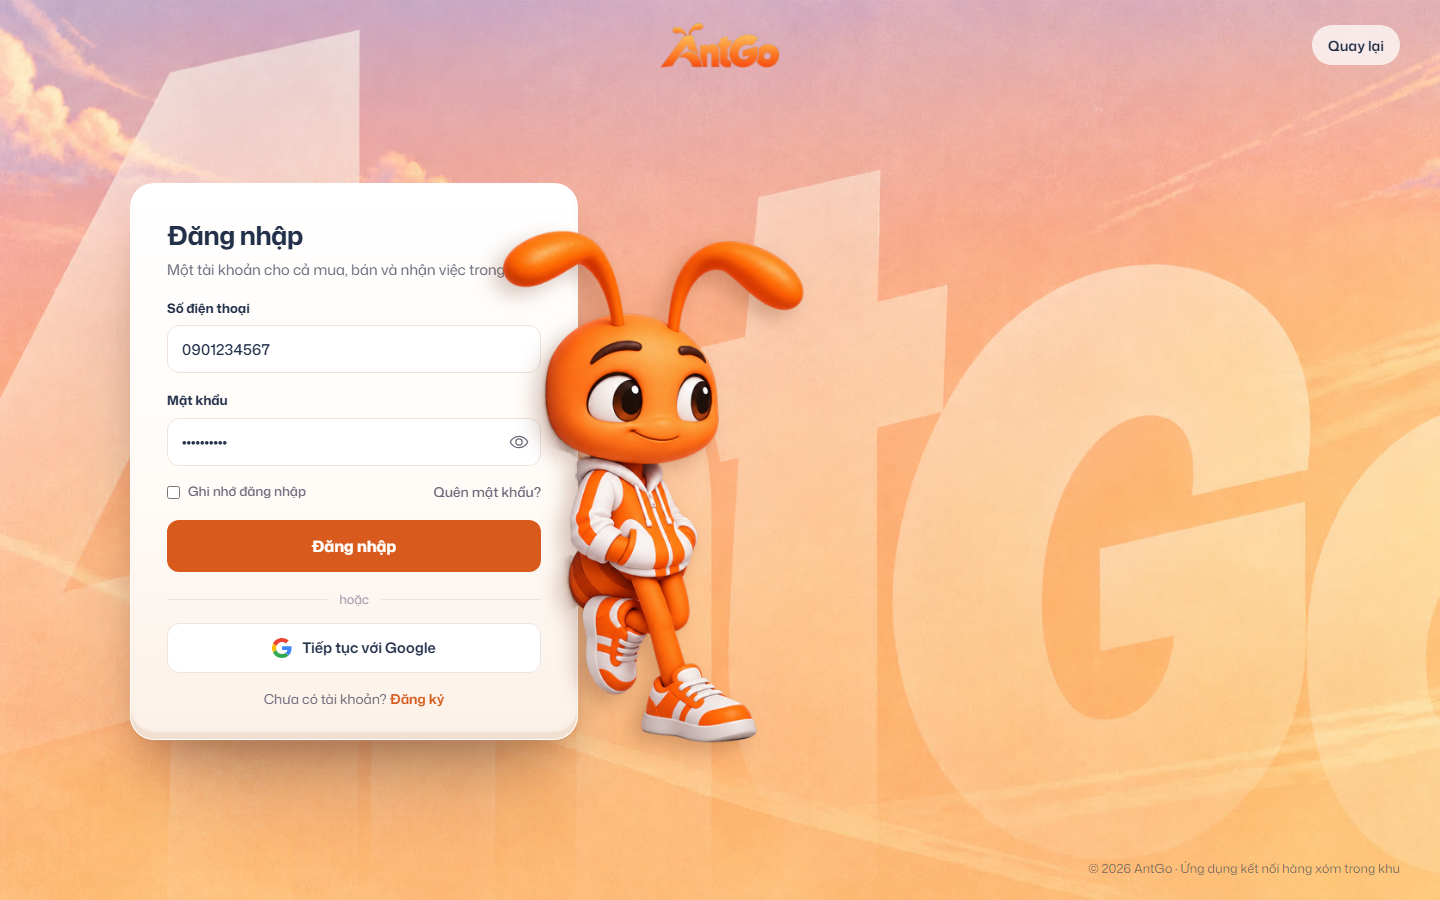 AntGo
Quay lại
Đăng nhập
Một tài khoản cho cả mua, bán và nhận việc trong
Số điện thoại
0901234567
Mật khẩu
••••••••••
Ghi nhớ đăng nhập
Quên mật khẩu?
Đăng nhập
hoặc
Tiếp tục với Google
Chưa có tài khoản? Đăng ký
AntGo
© 2026 AntGo · Ứng dụng kết nối hàng xóm trong khu